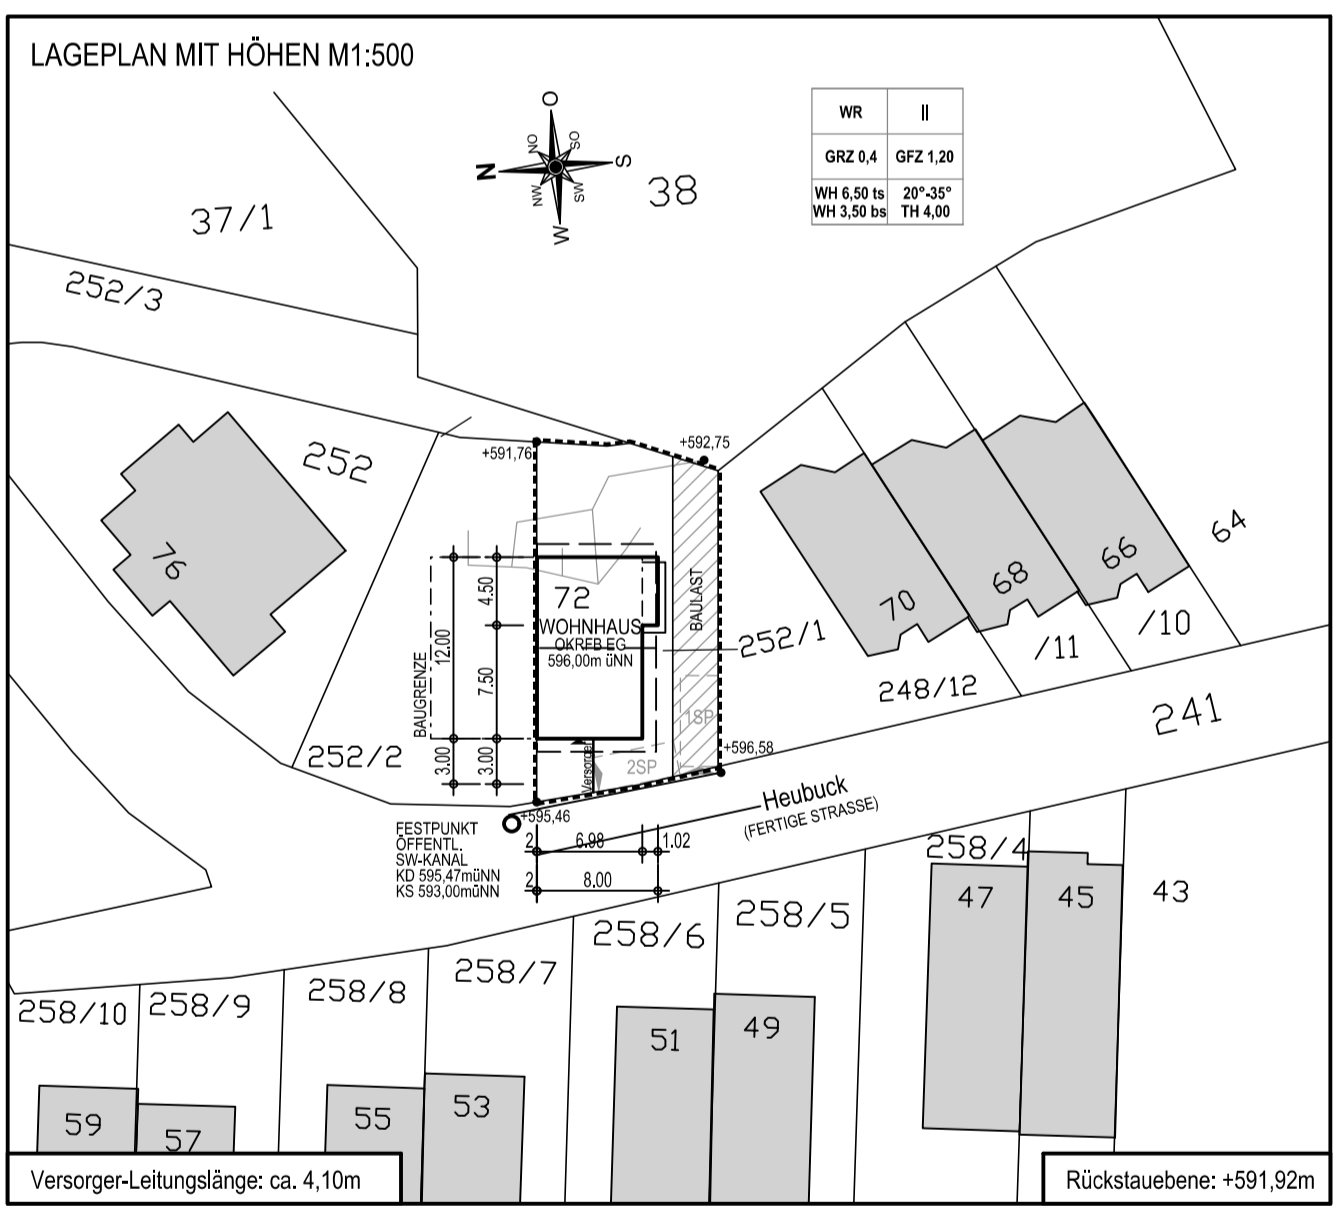 LAGEPLAN MIT HÖHEN M1:500
O
NO
SO
N
S
NW
SW
W
WR
II
GRZ 0,4
GFZ 1,20
WH 6,50 ts
WH 3,50 bs
20°-35°
TH 4,00
37/1
38
252/3
252
76
+591,76
+592,75
BAUGRENZE
12.00
4.50
7.50
3.00
3.00
72
WOHNHAUS
OKRFB EG
596,00m üNN
BAULAST
1SP
2SP
Versorger
252/1
70
68
66
64
/11
/10
248/12
241
252/2
+596,58
+595,46
Heubuck
(FERTIGE STRASSE)
FESTPUNKT
ÖFFENTL.
SW-KANAL
KD 595,47müNN
KS 593,00müNN
2
6.98
1.02
2
8.00
258/4
47
45
43
258/5
258/6
258/7
258/8
258/9
258/10
51
49
53
55
57
59
Versorger-Leitungslänge: ca. 4,10m
Rückstauebene: +591,92m